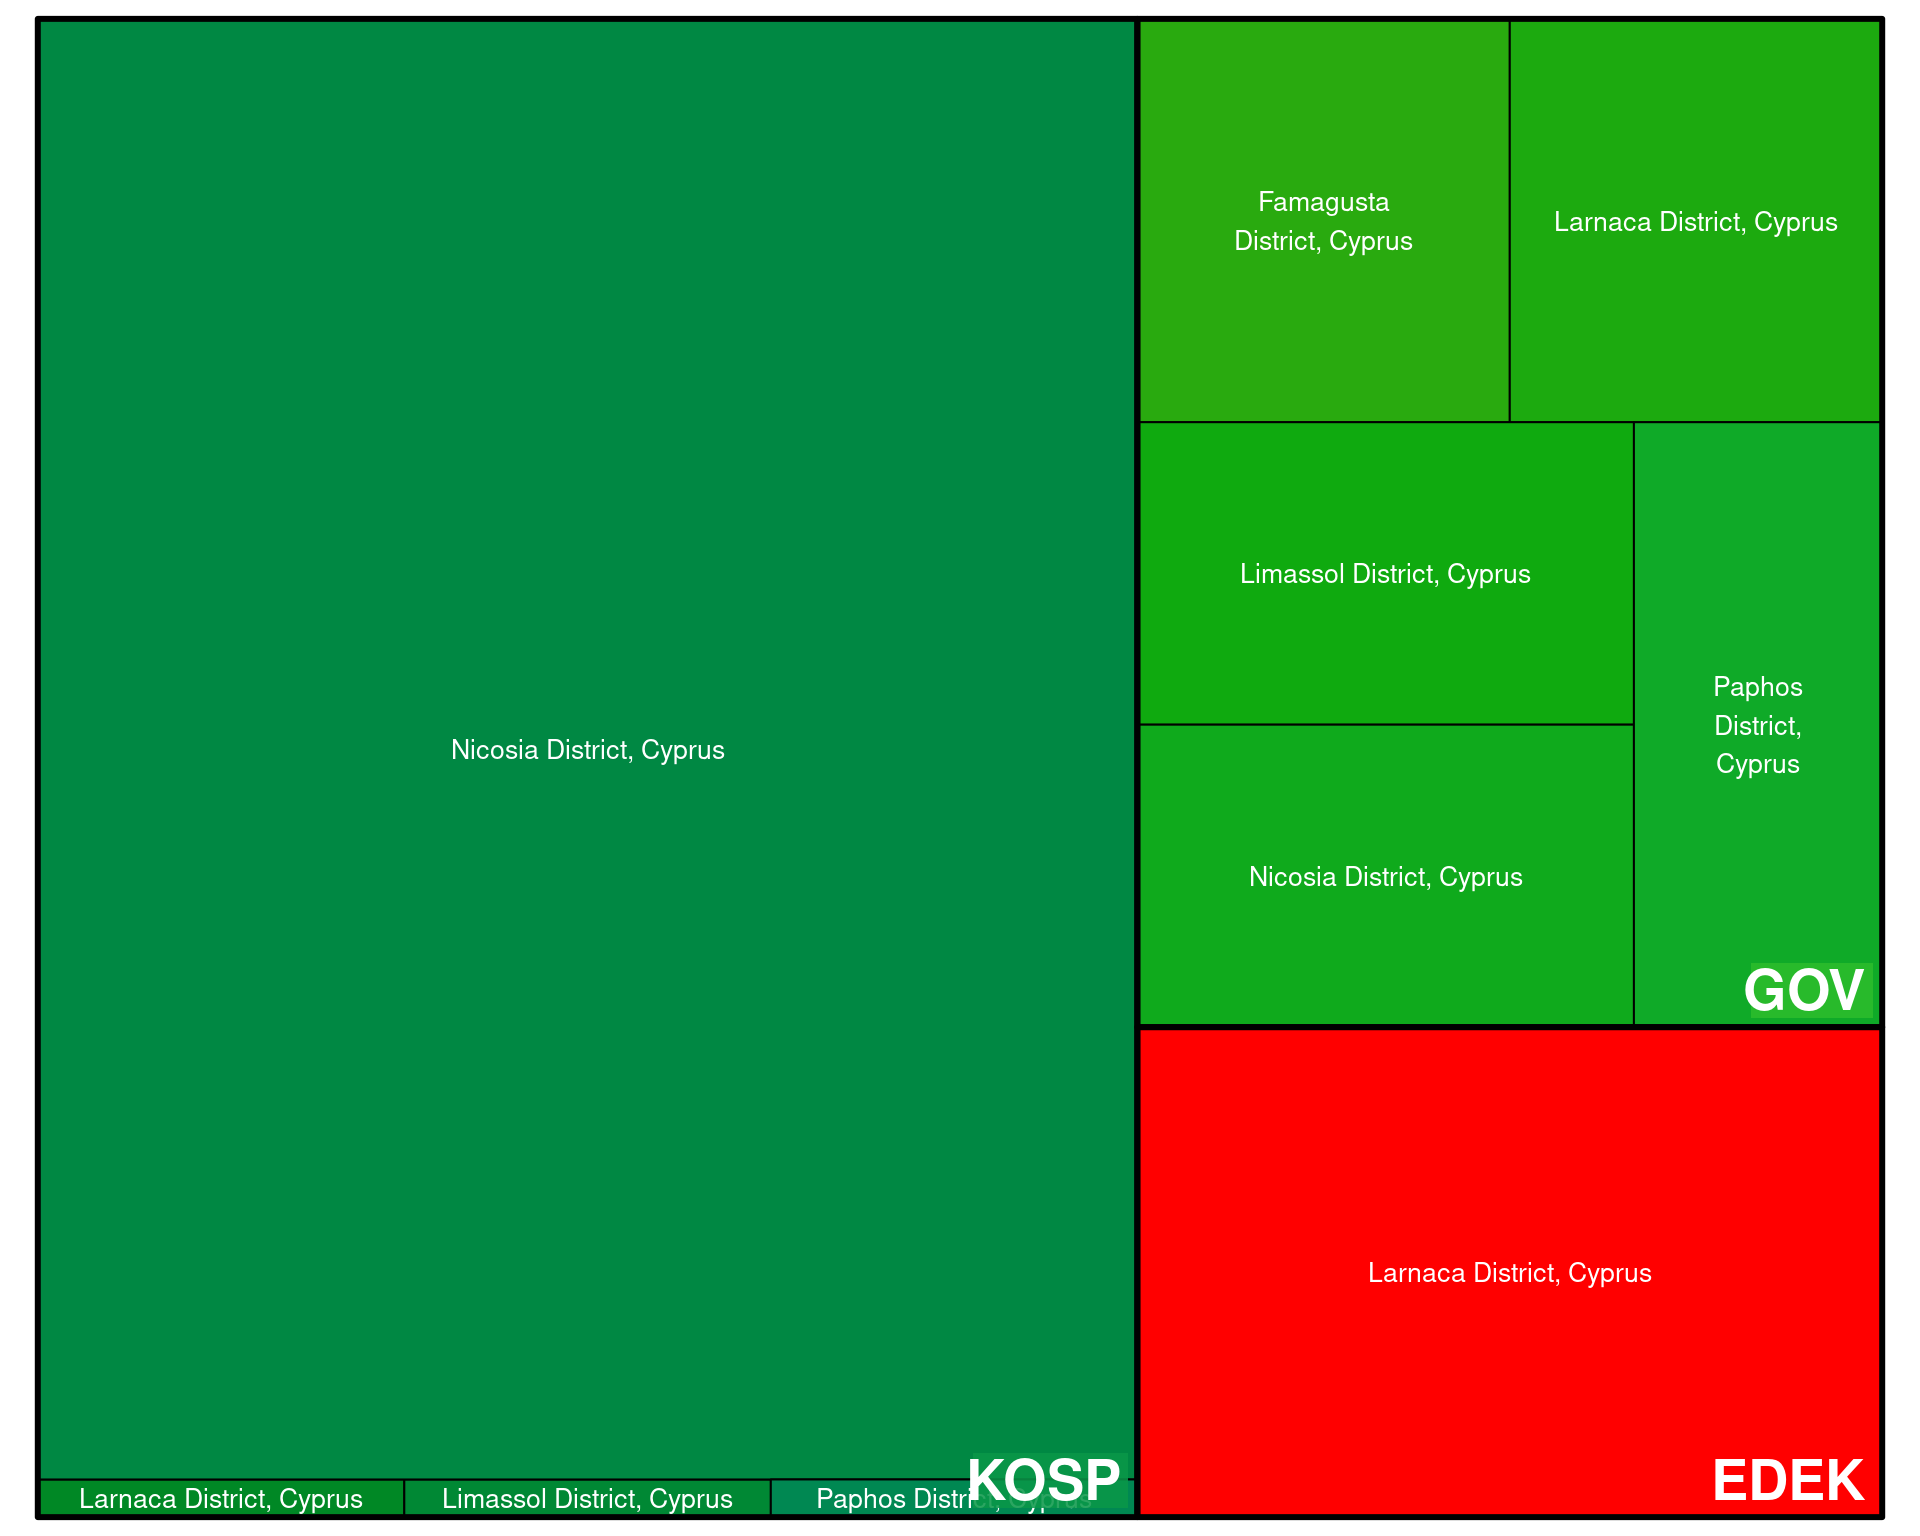 Nicosia District, Cyprus
Larnaca District, Cyprus
Limassol District, Cyprus
Paphos District, Cyprus
KOSP
Famagusta
District, Cyprus
Larnaca District, Cyprus
Limassol District, Cyprus
Nicosia District, Cyprus
Paphos
District,
Cyprus
GOV
Larnaca District, Cyprus
EDEK